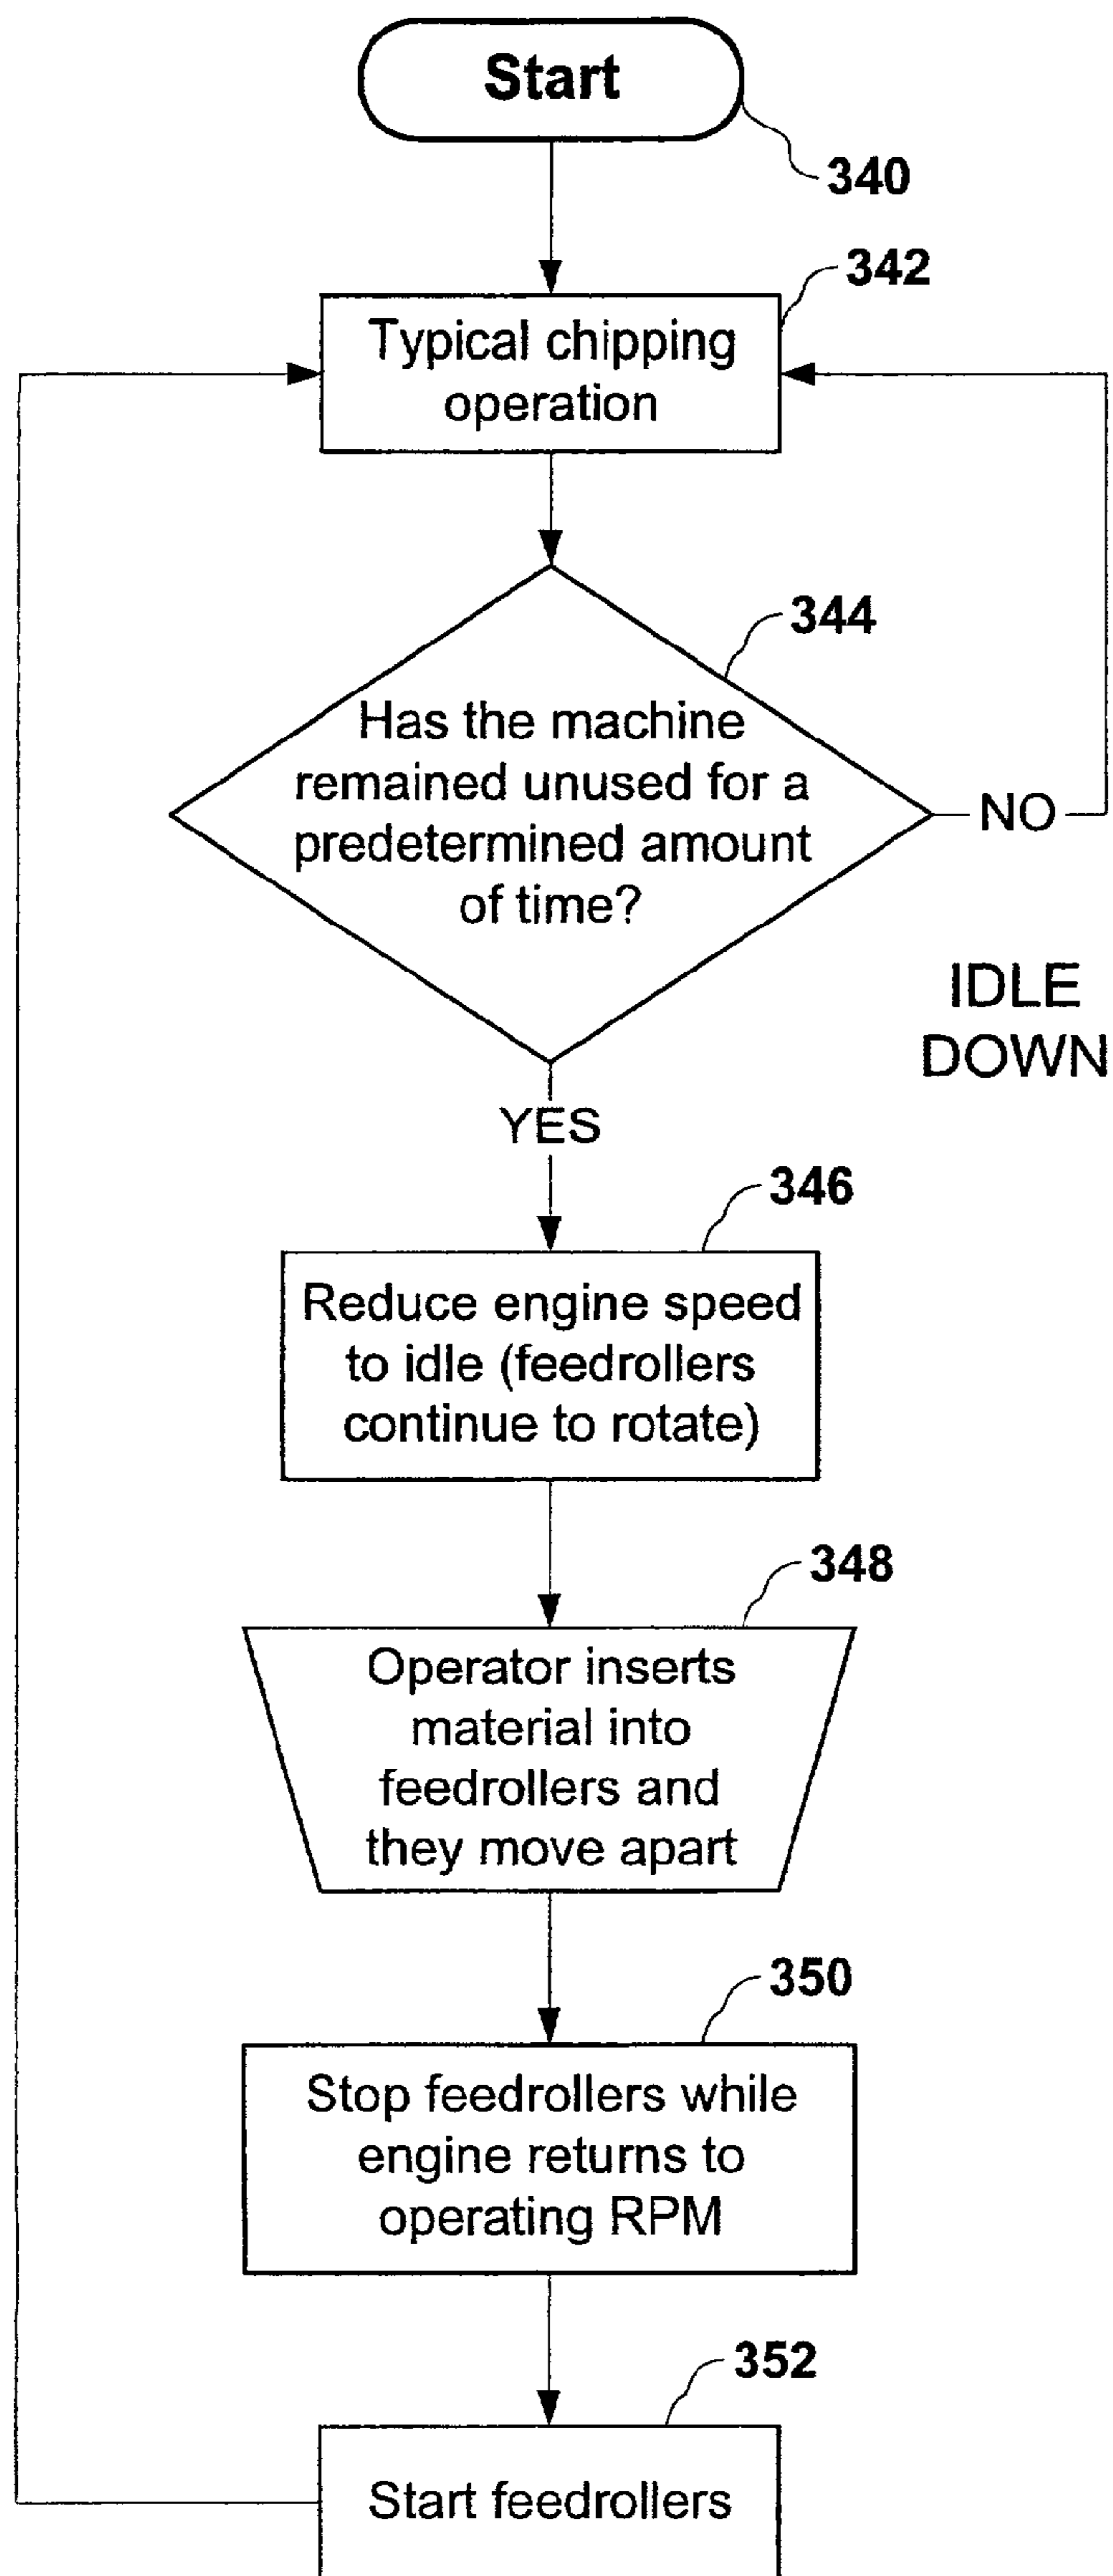 Start
340
342
Typical chipping
operation
344
Has the machine
remained unused for a
predetermined amount
of time?
NO
IDLE
DOWN
YES
346
Reduce engine speed
to idle (feedrollers
continue to rotate)
348
Operator inserts
material into
feedrollers and
they move apart
350
Stop feedrollers while
engine returns to
operating RPM
352
Start feedrollers